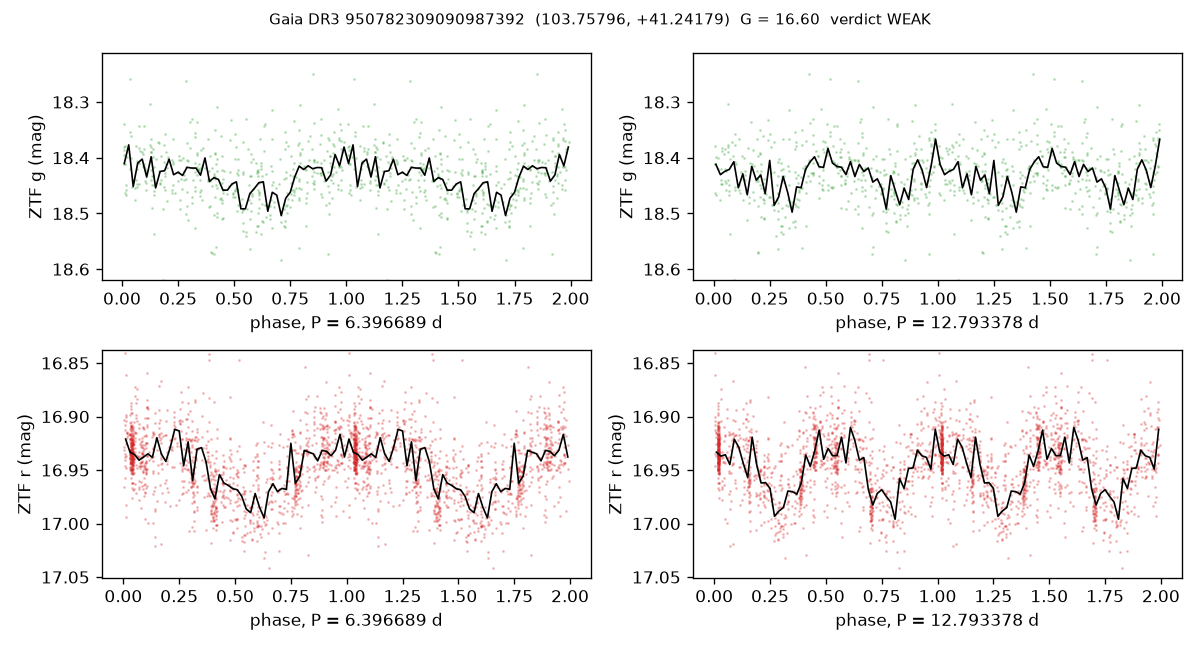 Gaia DR3 950782309090987392 (103.75796, +41.24179) G = 16.60 verdict WEAK
ZTF g (mag)
18.3
18.4
18.5
18.6
0.00 0.25 0.50 0.75 1.00 1.25 1.50 1.75 2.00
phase, P = 6.396689 d
ZTF g (mag)
18.3
18.4
18.5
18.6
0.00 0.25 0.50 0.75 1.00 1.25 1.50 1.75 2.00
phase, P = 12.793378 d
ZTF r (mag)
16.85
16.90
16.95
17.00
17.05
0.00 0.25 0.50 0.75 1.00 1.25 1.50 1.75 2.00
phase, P = 6.396689 d
ZTF r (mag)
16.85
16.90
16.95
17.00
17.05
0.00 0.25 0.50 0.75 1.00 1.25 1.50 1.75 2.00
phase, P = 12.793378 d